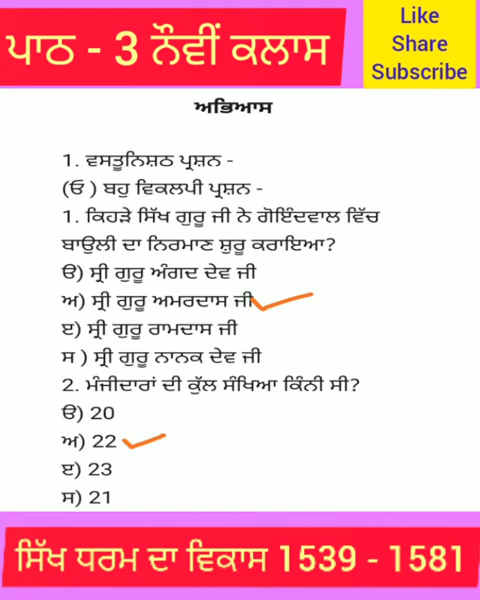 ਪਾਠ - 3 ਨੌਵੀਂ ਕਲਾਸ
Like
Share
Subscribe
ਅਭਿਆਸ
1. ਵਸਤੂਨਿਸ਼ਠ ਪ੍ਰਸ਼ਨ -
(ਓ ) ਬਹੁ ਵਿਕਲਪੀ ਪ੍ਰਸ਼ਨ -
1. ਕਿਹੜੇ ਸਿੱਖ ਗੁਰੂ ਜੀ ਨੇ ਗੋਇੰਦਵਾਲ ਵਿੱਚ
ਬਾਉਲੀ ਦਾ ਨਿਰਮਾਣ ਸ਼ੁਰੂ ਕਰਾਇਆ?
ੳ) ਸ੍ਰੀ ਗੁਰੂ ਅੰਗਦ ਦੇਵ ਜੀ
ਅ) ਸ੍ਰੀ ਗੁਰੂ ਅਮਰਦਾਸ ਜੀ
ੲ) ਸ੍ਰੀ ਗੁਰੂ ਰਾਮਦਾਸ ਜੀ
ਸ ) ਸ੍ਰੀ ਗੁਰੂ ਨਾਨਕ ਦੇਵ ਜੀ
2. ਮੰਜੀਦਾਰਾਂ ਦੀ ਕੁੱਲ ਸੰਖਿਆ ਕਿੰਨੀ ਸੀ?
ੳ) 20
ਅ) 22
ੲ) 23
ਸ) 21
ਸਿੱਖ ਧਰਮ ਦਾ ਵਿਕਾਸ 1539 - 1581